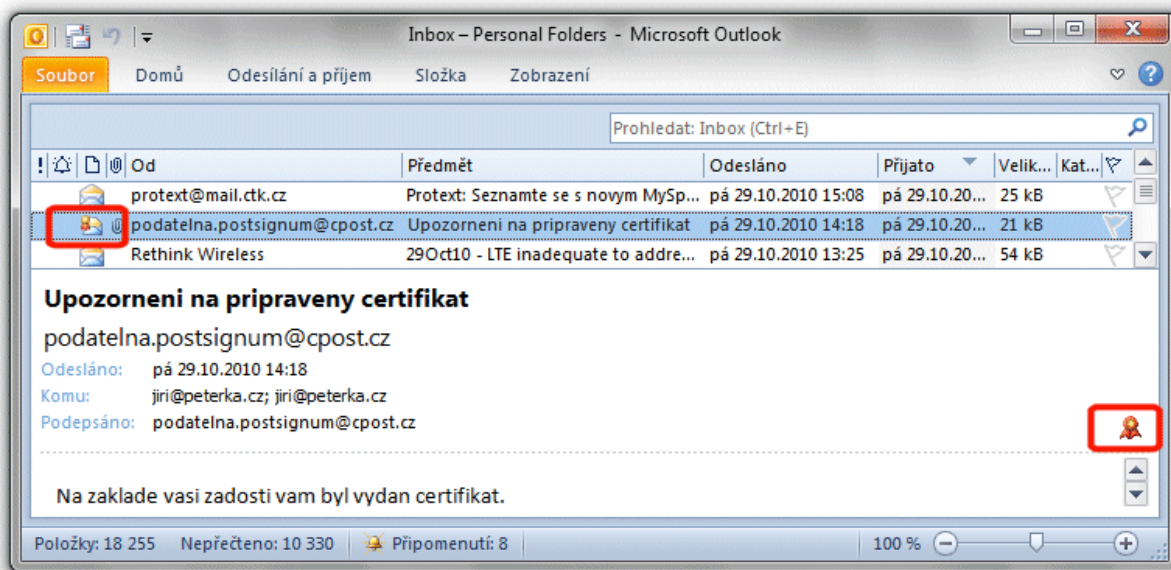 Inbox – Personal Folders - Microsoft Outlook
Soubor Domů Odesílání a příjem Složka Zobrazení
Prohledat: Inbox (Ctrl+E)
! Od Předmět Odesláno Přijato Velik... Kat...
protext@mail.ctk.cz Protext: Seznamte se s novym MySp... pá 29.10.2010 15:08 pá 29.10.20... 25 kB
podatelna.postsignum@cpost.cz Upozorneni na pripraveny certifikat pá 29.10.2010 14:18 pá 29.10.20... 21 kB
Rethink Wireless 29Oct10 - LTE inadequate to addre... pá 29.10.2010 13:25 pá 29.10.20... 54 kB
Upozorneni na pripraveny certifikat
podatelna.postsignum@cpost.cz
Odesláno: pá 29.10.2010 14:18
Komu: jiri@peterka.cz; jiri@peterka.cz
Podepsáno: podatelna.postsignum@cpost.cz
Na zaklade vasi zadosti vam byl vydan certifikat.
Položky: 18 255 Nepřečteno: 10 330 Připomenutí: 8 100 %